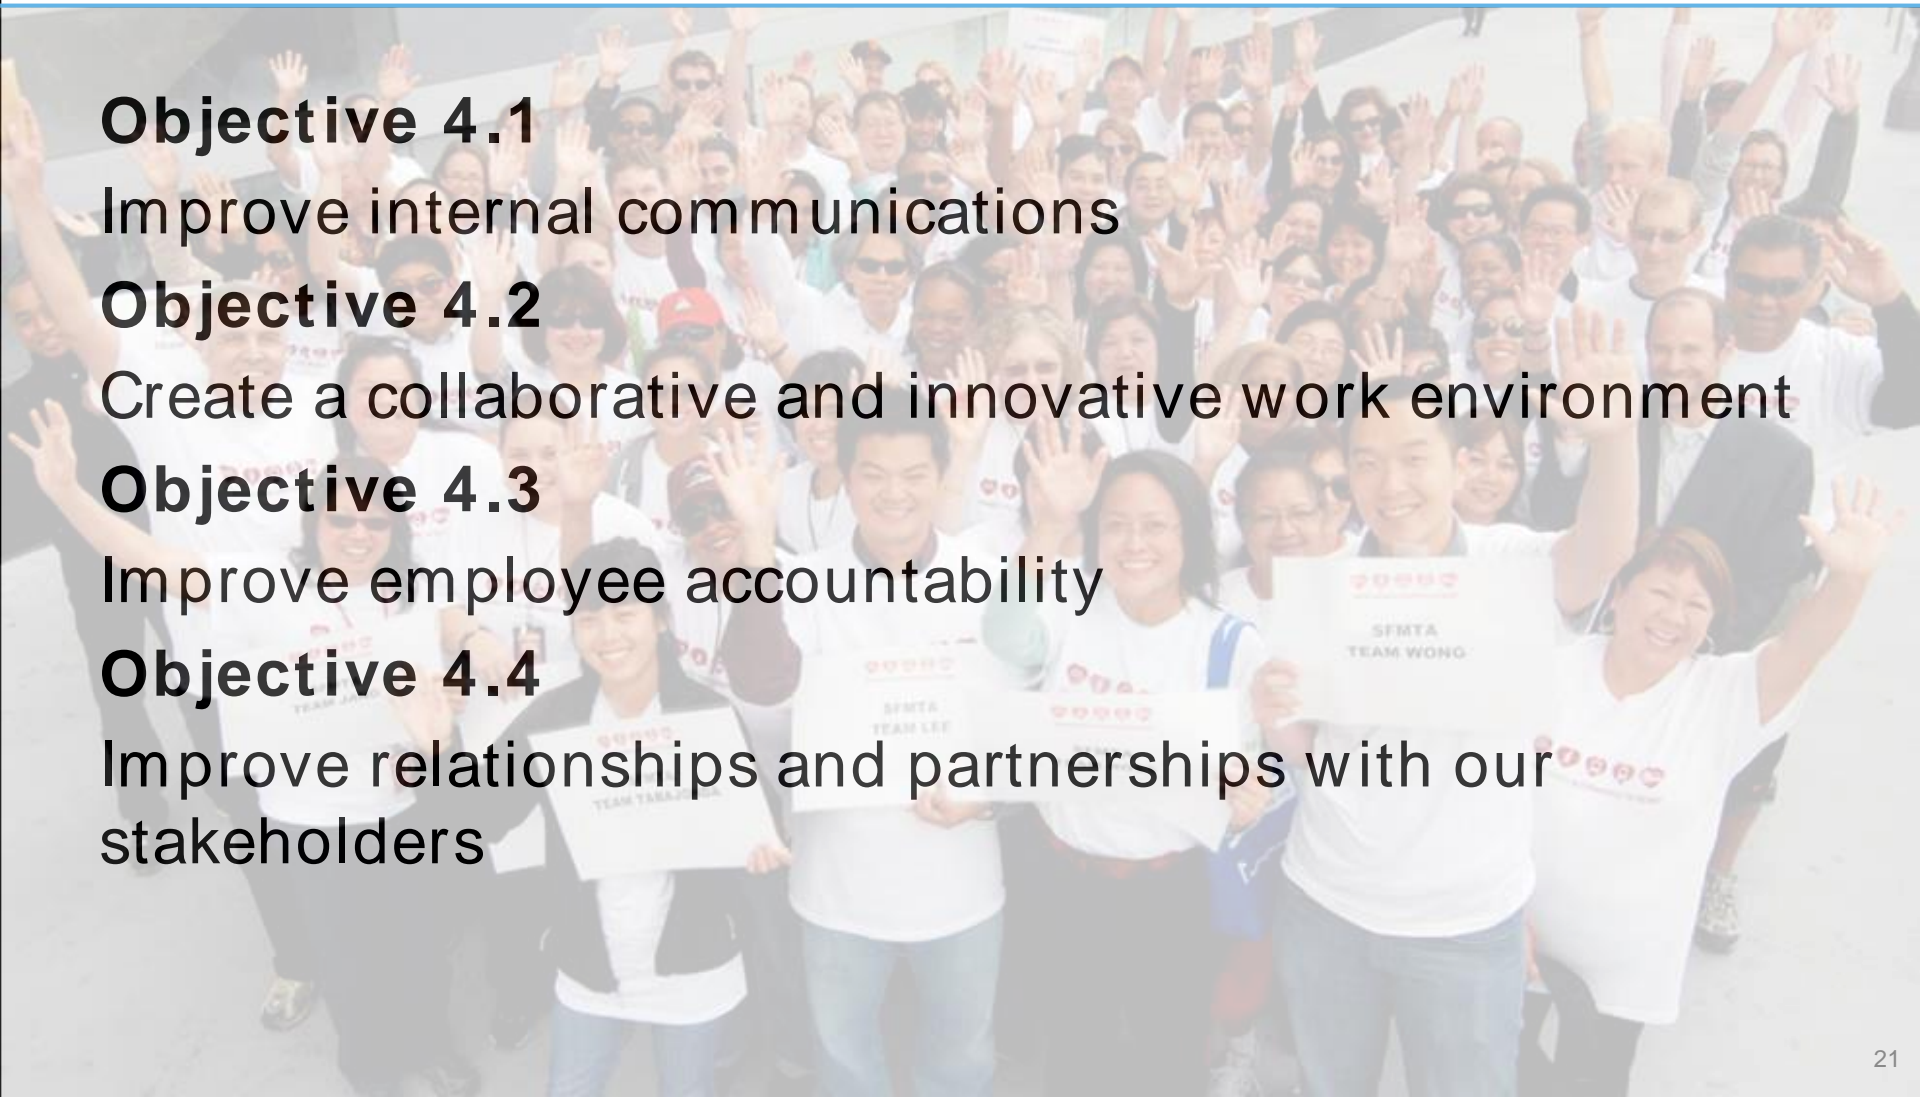 Objective 4.1
Improve internal communications
Objective 4.2
Create a collaborative and innovative work environment
Objective 4.3
Improve employee accountability
Objective 4.4
Improve relationships and partnerships with our
stakeholders
SFMTA
TEAM WONG
SFMTA
TEAM LEE
TEAM
21